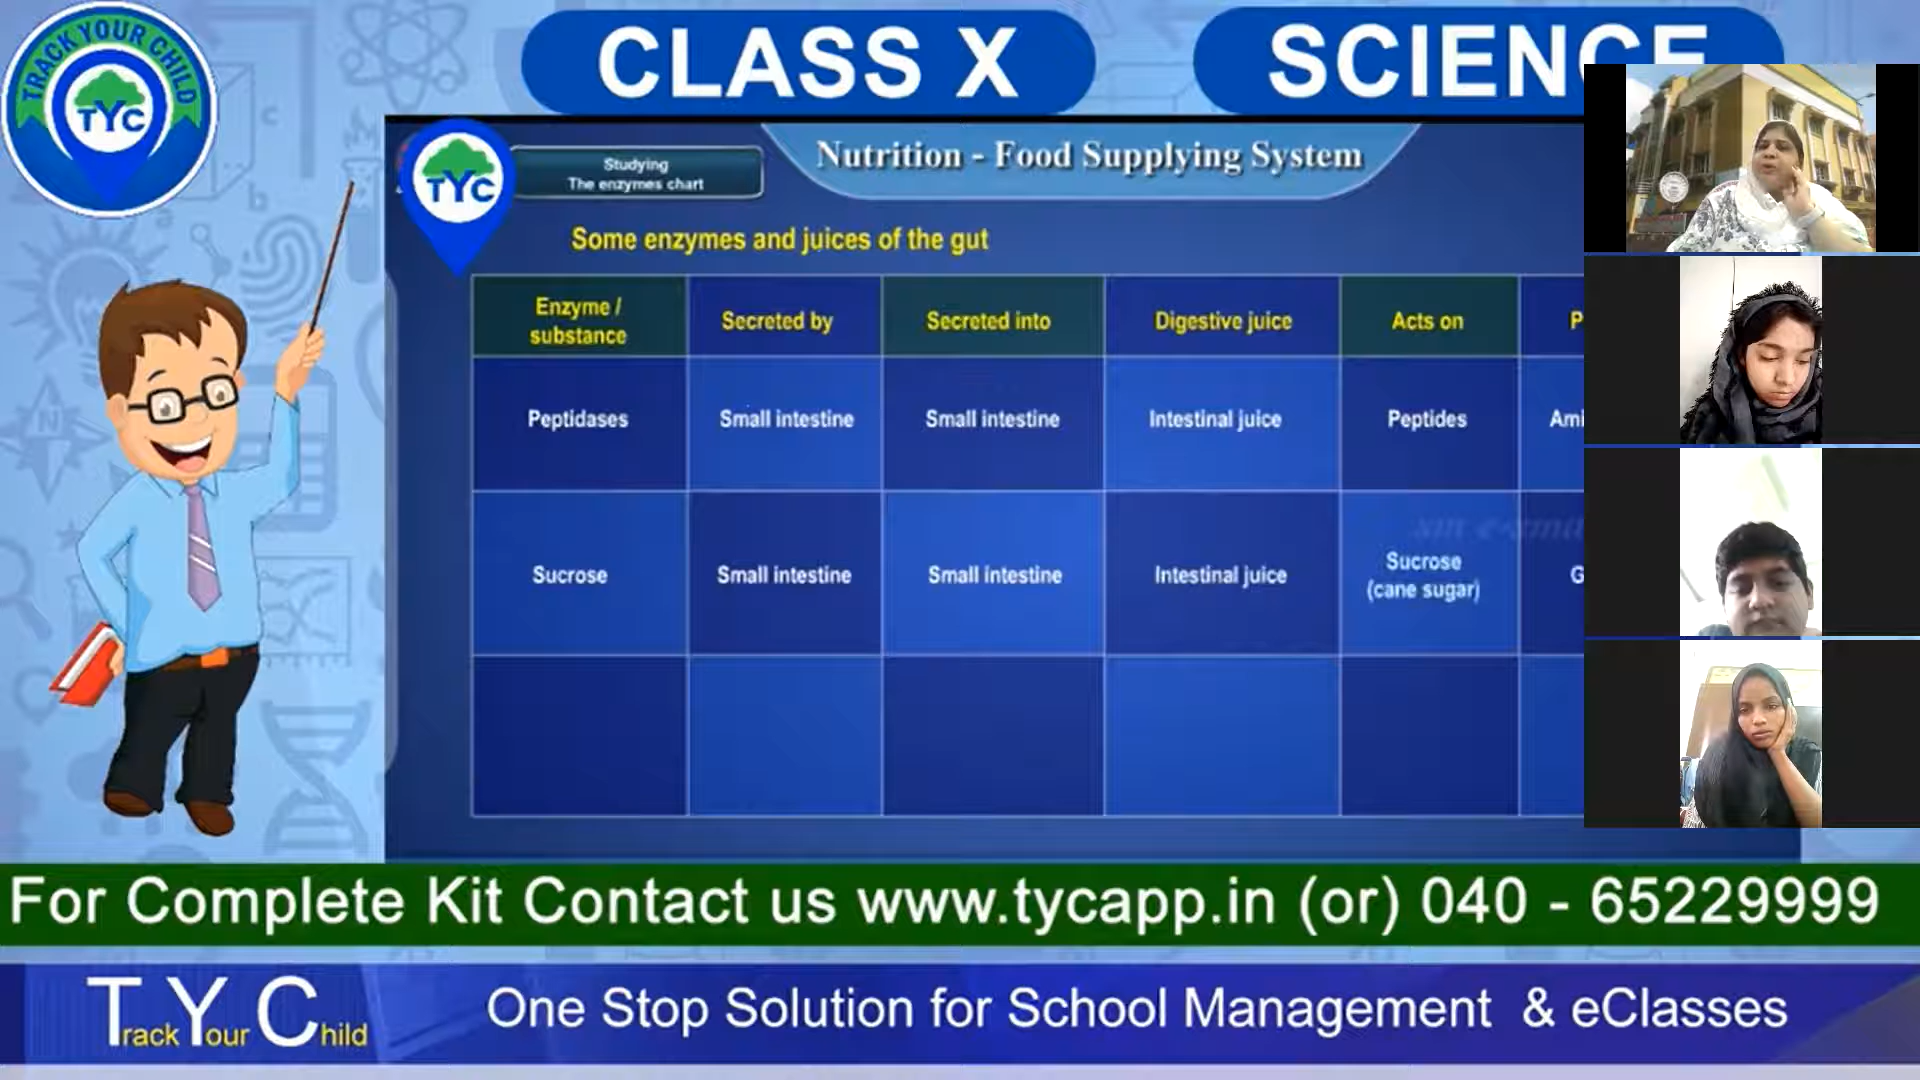 TRACK YOUR CHILD
TYC
CLASS X
SCIENCE
TYC
Studying
The enzymes chart
Nutrition - Food Supplying System
Some enzymes and juices of the gut
Enzyme /
substance
Secreted by
Secreted into
Digestive juice
Acts on
P
Peptidases
Small intestine
Small intestine
Intestinal juice
Peptides
Ami
Sucrose
Small intestine
Small intestine
Intestinal juice
Sucrose
(cane sugar)
G
For Complete Kit Contact us www.tycapp.in (or) 040 - 65229999
Track Your Child
One Stop Solution for School Management & eClasses